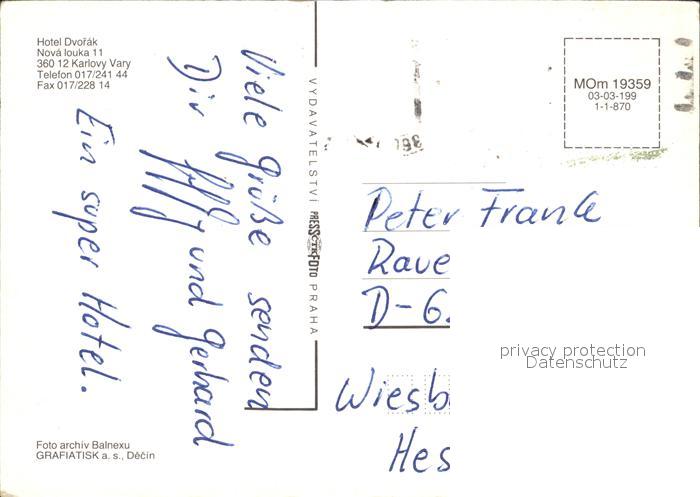 Hotel Dvořák
Nová louka 11
360 12 Karlovy Vary
Telefon 017/241 44
Fax 017/228 14
Viele Grüße senden
Dir
und Gerhard
Ein super Hotel.
Foto archív Balnexu
GRAFIATISK a. s., Děčín
VYDAVATELSTVÍ PRESSFOTO PRAHA
MOm 19359
03-03-199
1-1-870
Peter Frank
Rave
D-6.
Wiesb
Hes
privacy protection
Datenschutz